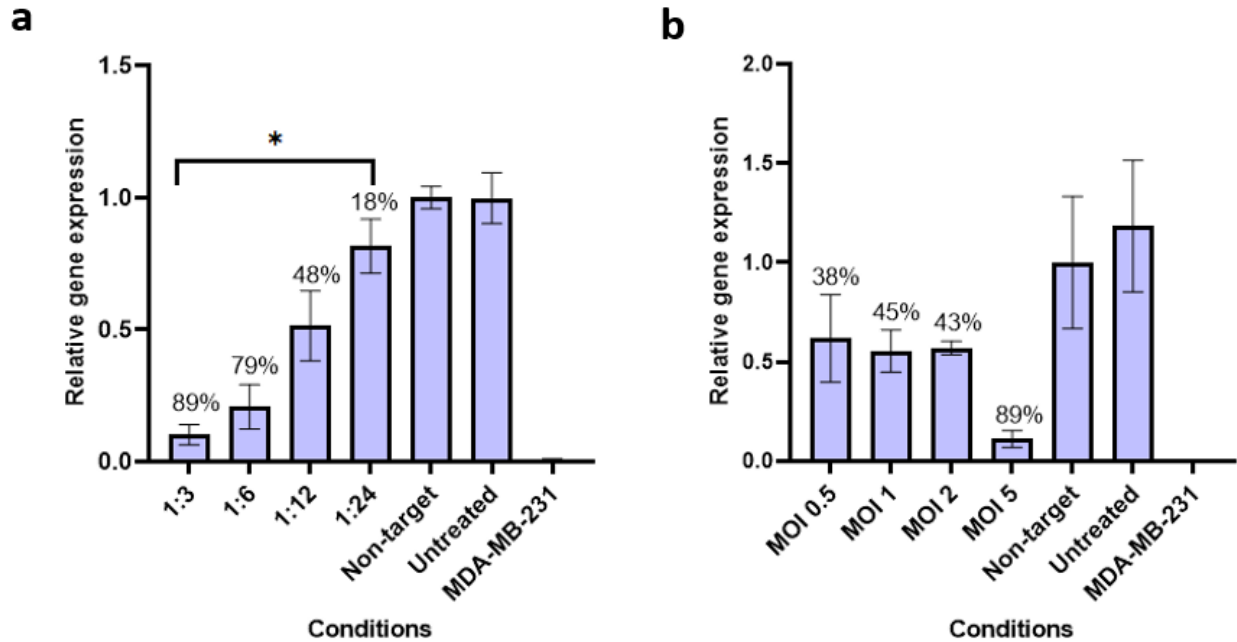 a
1.5
1.0
0.5
0.0
Relative gene expression
*
89%
79%
48%
18%
1:3
1:6
1:12
1:24
Non-target
Untreated
MDA-MB-231
Conditions
b
2.0
1.5
1.0
0.5
0.0
Relative gene expression
38%
45%
43%
89%
MOI 0.5
MOI 1
MOI 2
MOI 5
Non-target
Untreated
MDA-MB-231
Conditions